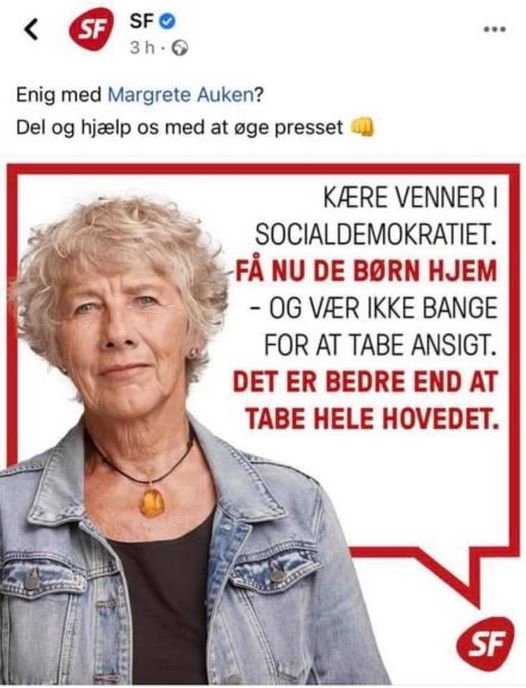 SF
SF
3 h
Enig med Margrete Auken?
Del og hjælp os med at øge presset 👊
KÆRE VENNER I
SOCIALDEMOKRATIET.
FÅ NU DE BØRN HJEM
- OG VÆR IKKE BANGE
FOR AT TABE ANSIGT.
DET ER BEDRE END AT
TABE HELE HOVEDET.
SF